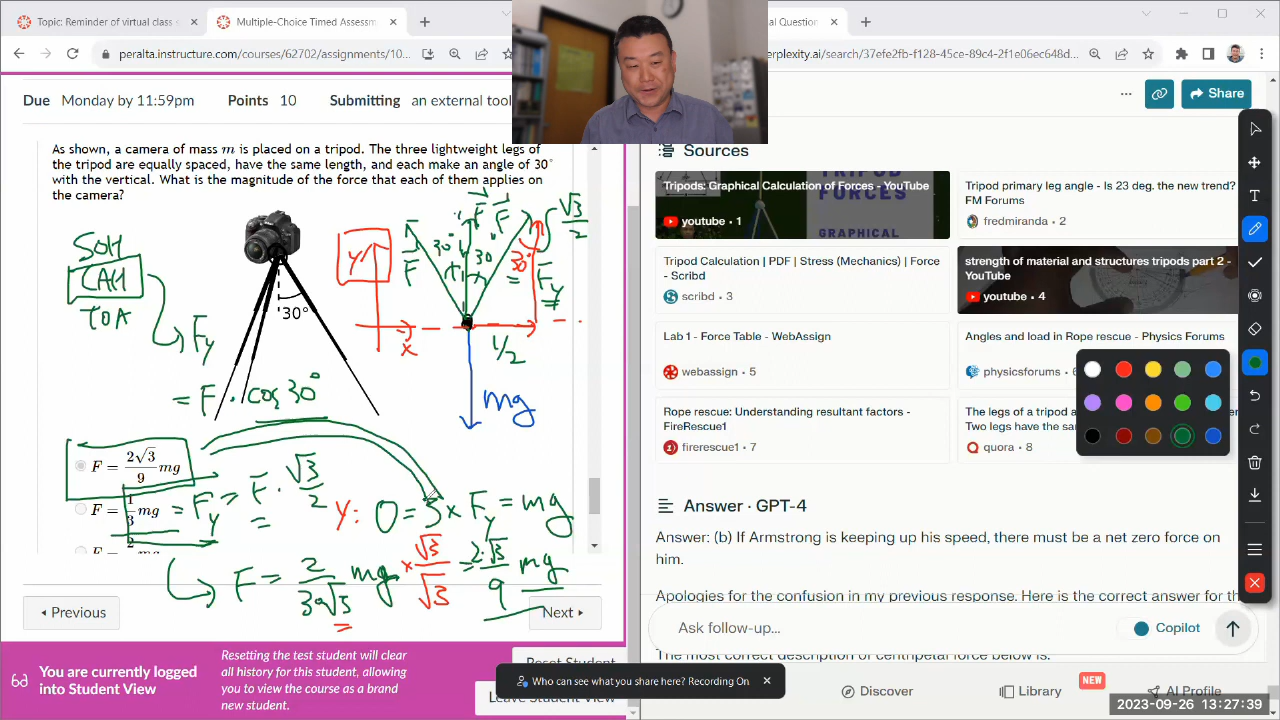 Topic: Reminder of virtual class s
Multiple-Choice Timed Assessm
al Question
peralta.instructure.com/courses/62702/assignments/10...
erplexity.ai/search/37efe2fb-f128-45ce-89c4-2f1e06ec648d...
Due Monday by 11:59pm Points 10 Submitting an external tool
Share
As shown, a camera of mass m is placed on a tripod. The three lightweight legs of
the tripod are equally spaced, have the same length, and each make an angle of 30°
with the vertical. What is the magnitude of the force that each of them applies on
the camera?
SOH
CAH
TOA
30°
Fy
= F · cos 30°
y
x
F
F
F
30°
30
30°
√3/2
= Fy
1/2
mg
F = 2√3/9 mg
F = 1/3 mg
= Fy = F · √3/2
y: 0 = 3 × Fy = mg
F = 2/3√3 mg × √3/√3 = 2·√3/9 mg
Previous
Next
You are currently logged
into Student View
Resetting the test student will clear
all history for this student, allowing
you to view the course as a brand
new student.
Reset Student
Leave Student View
Who can see what you share here? Recording On
Sources
Tripods: Graphical Calculation of Forces - YouTube
youtube · 1
Tripod primary leg angle - Is 23 deg. the new trend?
FM Forums
fredmiranda · 2
Tripod Calculation | PDF | Stress (Mechanics) | Force
- Scribd
scribd · 3
strength of material and structures tripods part 2 -
YouTube
youtube · 4
Lab 1 - Force Table - WebAssign
webassign · 5
Angles and load in Rope rescue - Physics Forums
physicsforums · 6
Rope rescue: Understanding resultant factors -
FireRescue1
firerescue1 · 7
The legs of a tripod a
Two legs have the sa
quora · 8
Answer · GPT-4
Answer: (b) If Armstrong is keeping up his speed, there must be a net zero force on
him.
Apologies for the confusion in my previous response. Here is the correct answer for th
Ask follow-up...
Copilot
The most correct description of centripetal force below is:
Discover
Library
NEW
AI Profile
2023-09-26 13:27:39